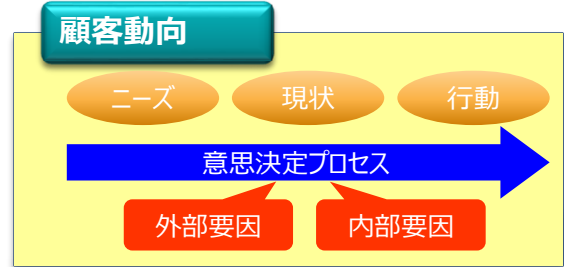 顧客動向
ニーズ
現状
行動
意思決定プロセス
外部要因
内部要因